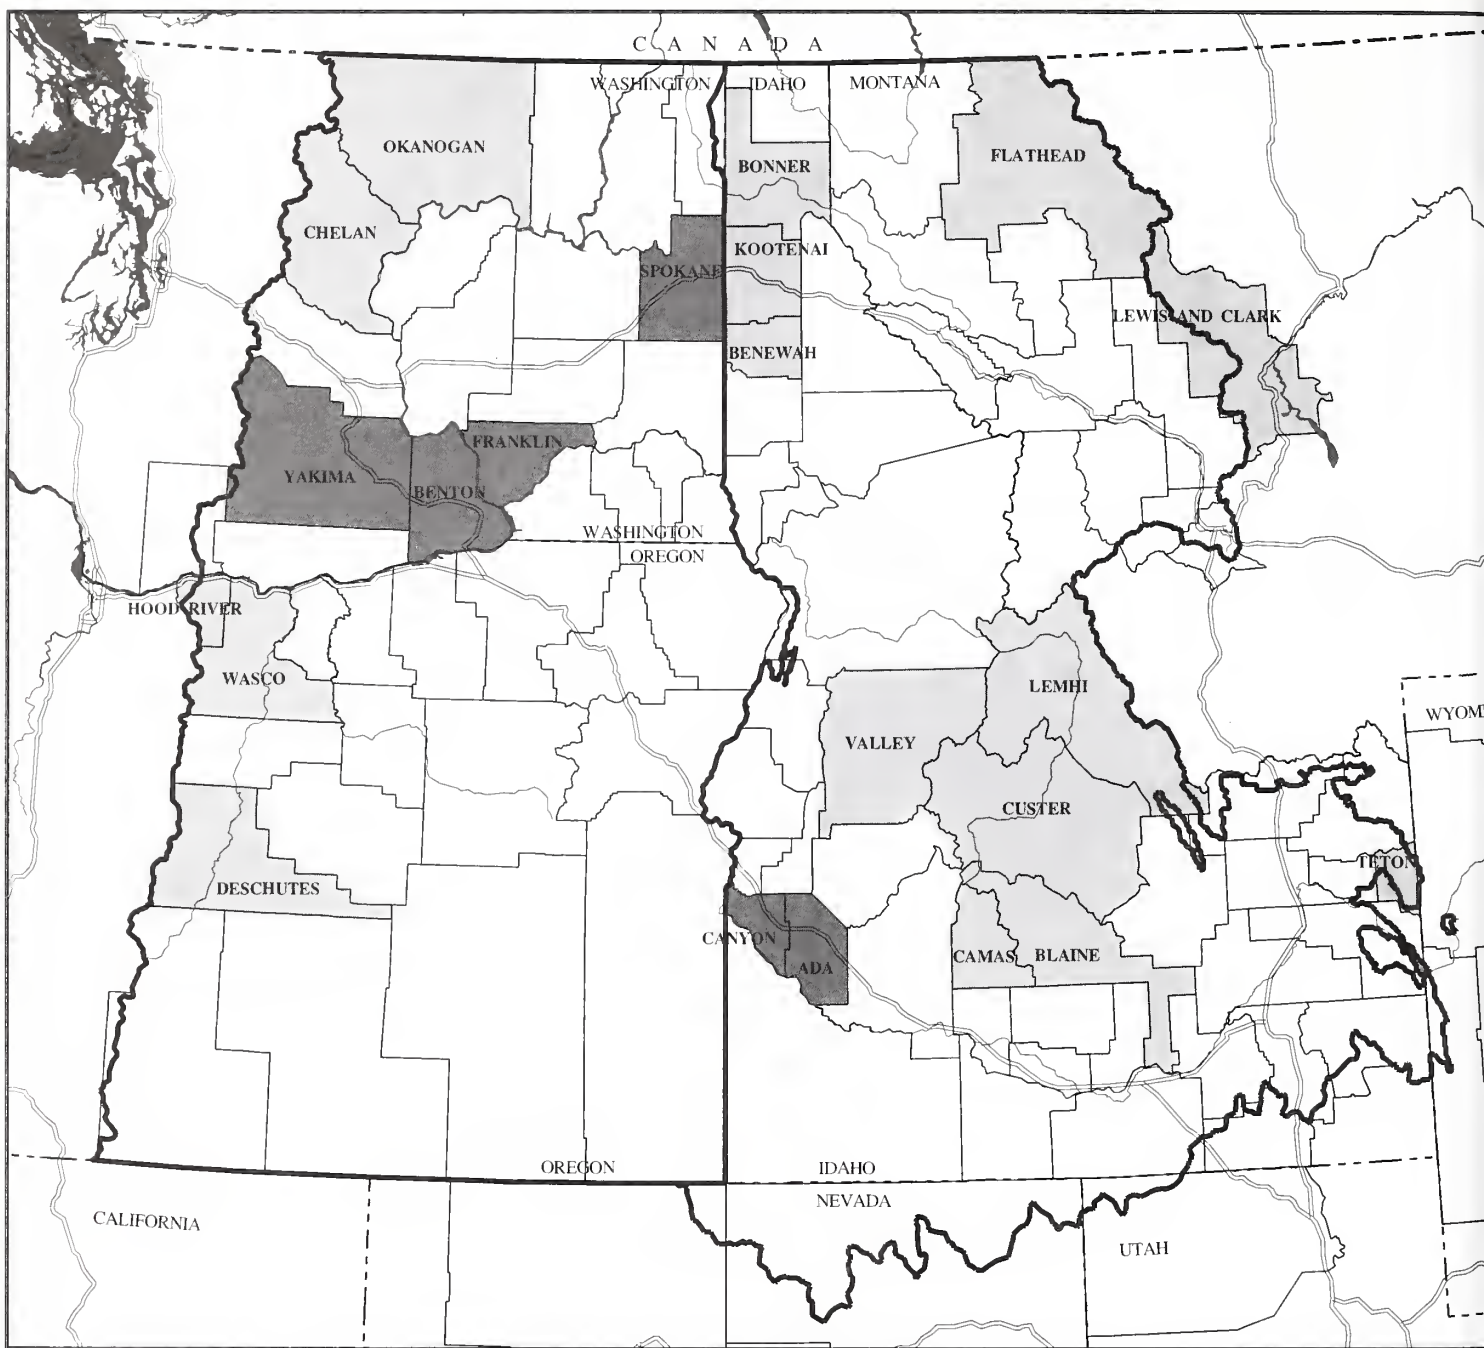 CANADA
WASHINGTON
IDAHO
MONTANA
OKANOGAN
FLATHEAD
BONNER
CHELAN
KOOTENAI
SPOKANE
LEWIS AND CLARK
BENEWAH
FRANKLIN
YAKIMA
BENTON
WASHINGTON
OREGON
HOOD RIVER
WASCO
LEMHI
WYOM
VALLEY
CUSTER
TETON
DESCHUTES
CANYON
CAMAS
BLAINE
ADA
OREGON
IDAHO
NEVADA
CALIFORNIA
UTAH